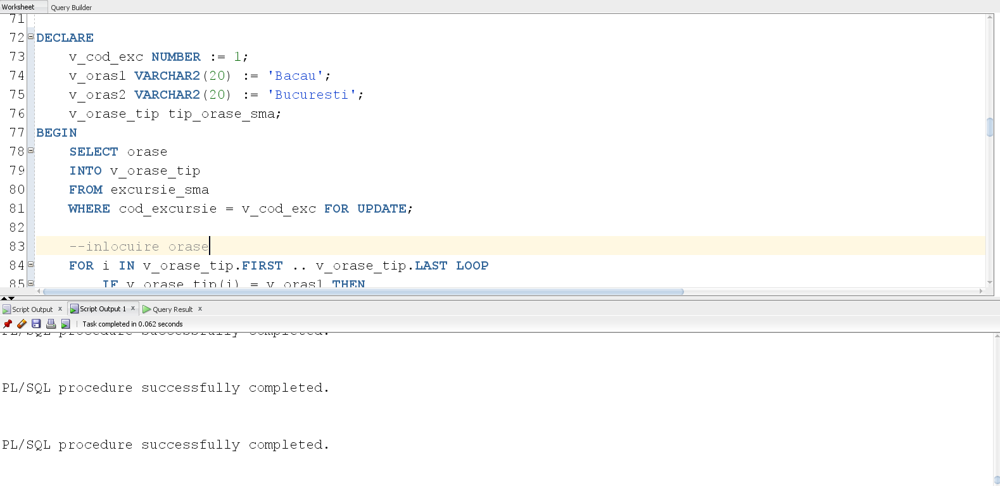 Worksheet Query Builder
71
72 DECLARE
73 v_cod_exc NUMBER := 1;
74 v_oras1 VARCHAR2(20) := 'Bacau';
75 v_oras2 VARCHAR2(20) := 'Bucuresti';
76 v_orase_tip tip_orase_sma;
77 BEGIN
78 SELECT orase
79 INTO v_orase_tip
80 FROM excursie_sma
81 WHERE cod_excursie = v_cod_exc FOR UPDATE;
82
83 --inlocuire orase
84 FOR i IN v_orase_tip.FIRST .. v_orase_tip.LAST LOOP
85 IF v_orase_tip(i) = v_oras1 THEN
Script Output x Script Output 1 x Query Result x
Task completed in 0.062 seconds
PL/SQL procedure successfully completed.
PL/SQL procedure successfully completed.
PL/SQL procedure successfully completed.